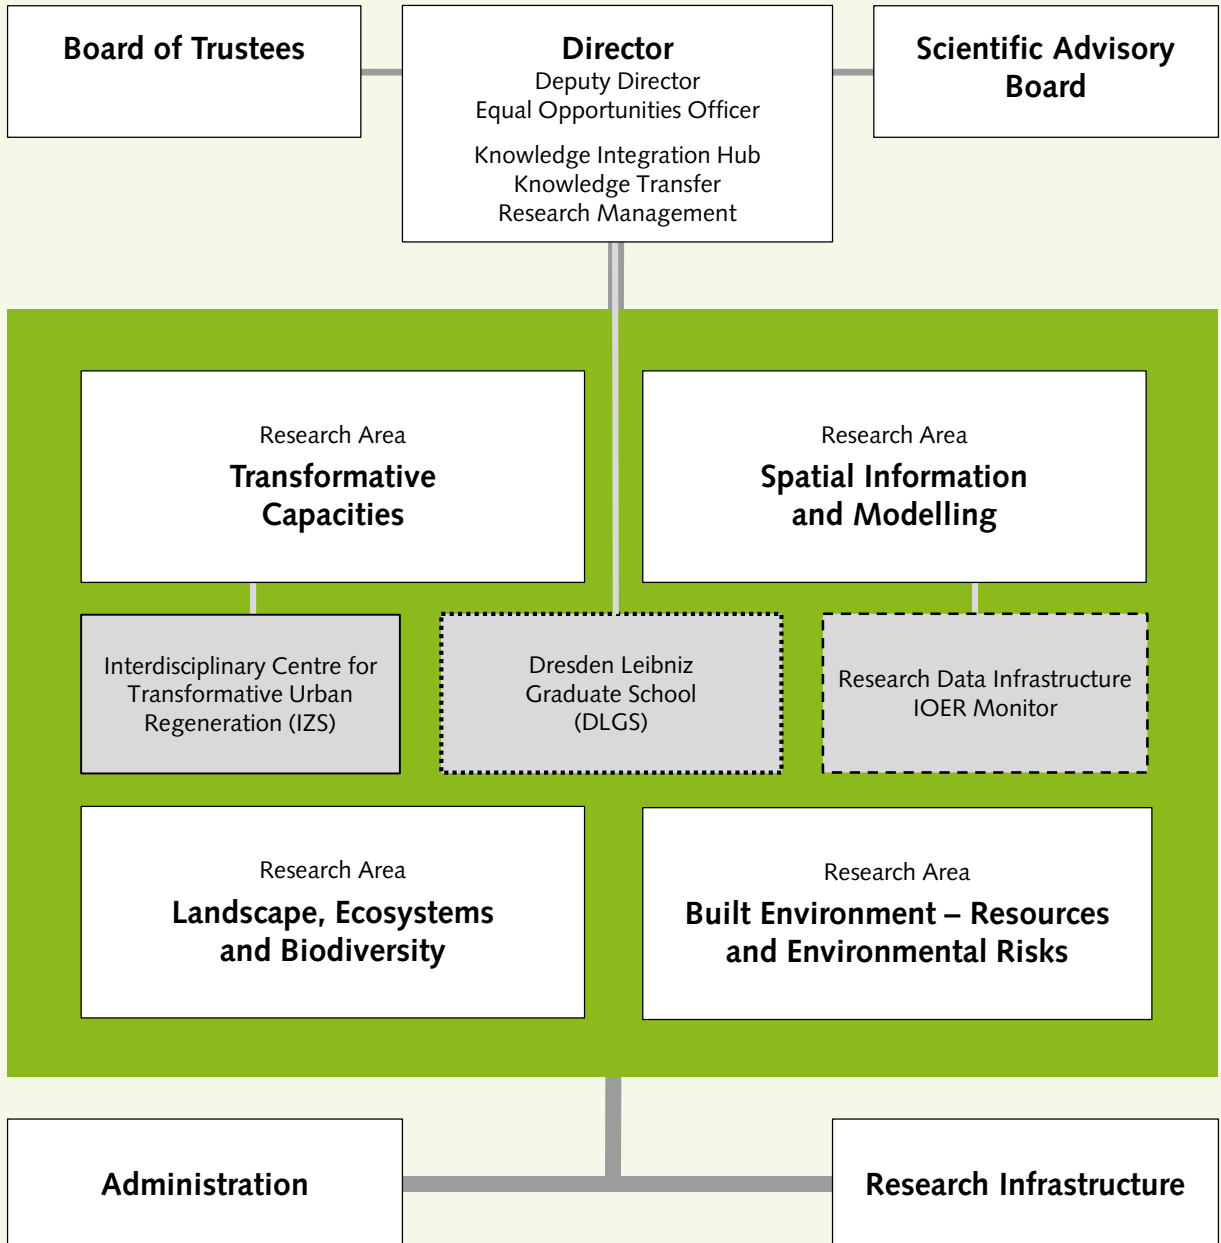 Board of Trustees
Director
Deputy Director
Equal Opportunities Officer
Knowledge Integration Hub
Knowledge Transfer
Research Management
Scientific Advisory
Board
Research Area
Transformative
Capacities
Research Area
Spatial Information
and Modelling
Interdisciplinary Centre for
Transformative Urban
Regeneration (IZS)
Dresden Leibniz
Graduate School
(DLGS)
Research Data Infrastructure
IOER Monitor
Research Area
Landscape, Ecosystems
and Biodiversity
Research Area
Built Environment – Resources
and Environmental Risks
Administration
Research Infrastructure